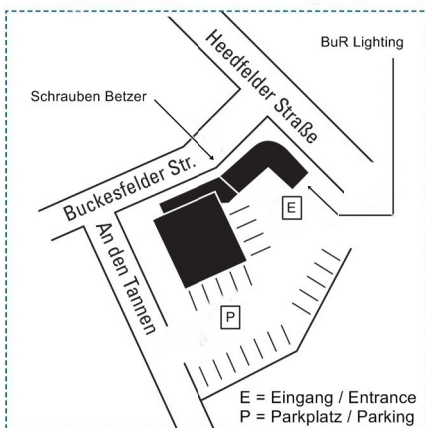 Heedfelder Straße
BuR Lighting
Schrauben Betzer
Buckesfelder Str.
E
An den Tannen
P
E = Eingang / Entrance
P = Parkplatz / Parking